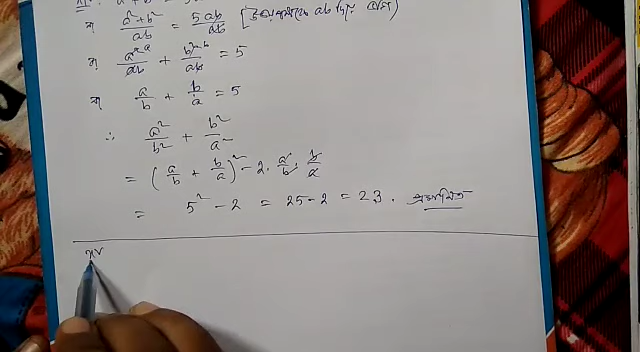 বা (a²+b²)/ab = 5ab/ab [উভয়পক্ষকে ab দ্বারা ভাগ]
বা a²/ab + b²/ab = 5
বা a/b + b/a = 5
∴ a²/b² + b²/a²
= (a/b + b/a)² - 2. a/b . b/a
= 5² - 2 = 25-2 = 23. প্রমাণিত